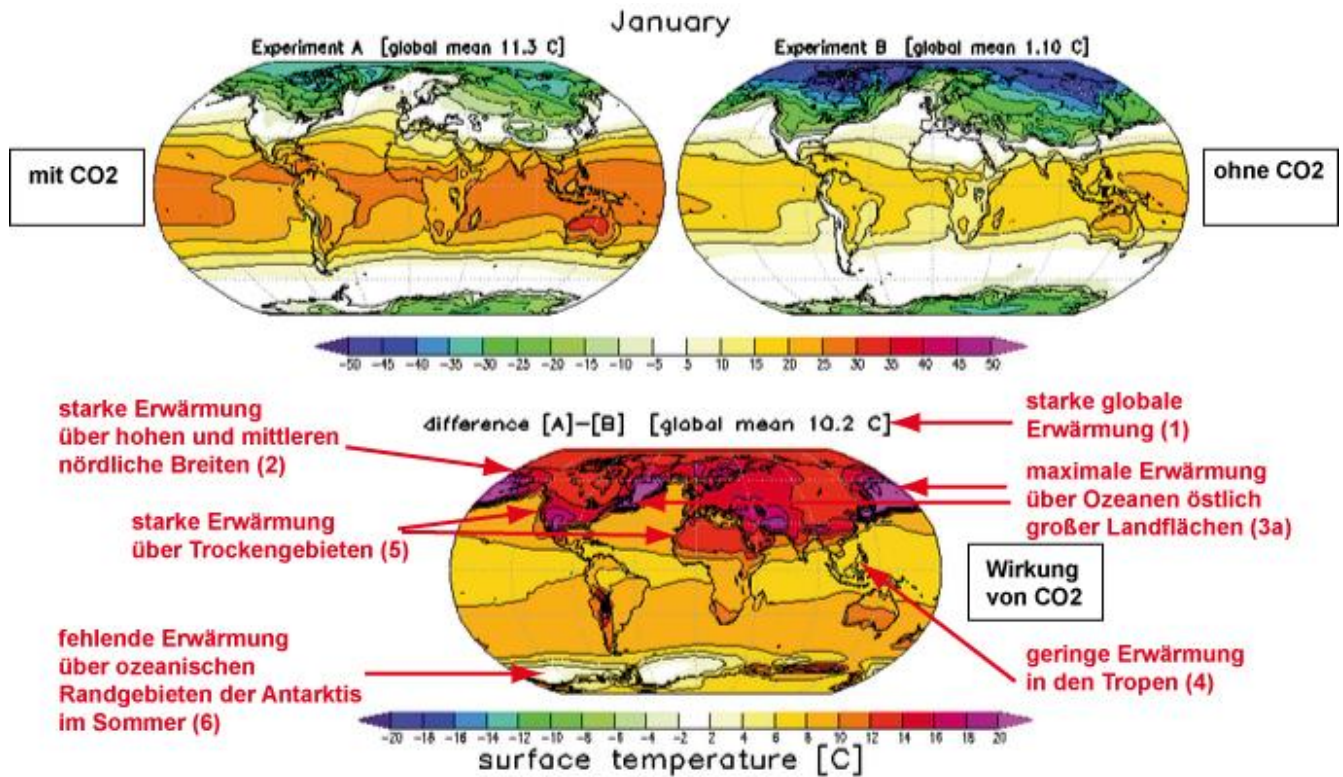 January
Experiment A [global mean 11.3 C]
Experiment B [global mean 1.10 C]
mit CO2
ohne CO2
-50 -45 -40 -35 -30 -25 -20 -15 -10 -5 5 10 15 20 25 30 35 40 45 50
starke Erwärmung
über hohen und mittleren
nördliche Breiten (2)
difference [A]-[B] [global mean 10.2 C]
starke globale
Erwärmung (1)
maximale Erwärmung
über Ozeanen östlich
großer Landflächen (3a)
starke Erwärmung
über Trockengebieten (5)
Wirkung
von CO2
fehlende Erwärmung
über ozeanischen
Randgebieten der Antarktis
im Sommer (6)
geringe Erwärmung
in den Tropen (4)
-20 -18 -16 -14 -12 -10 -8 -6 -4 -2 2 4 6 8 10 12 14 16 18 20
surface temperature [C]